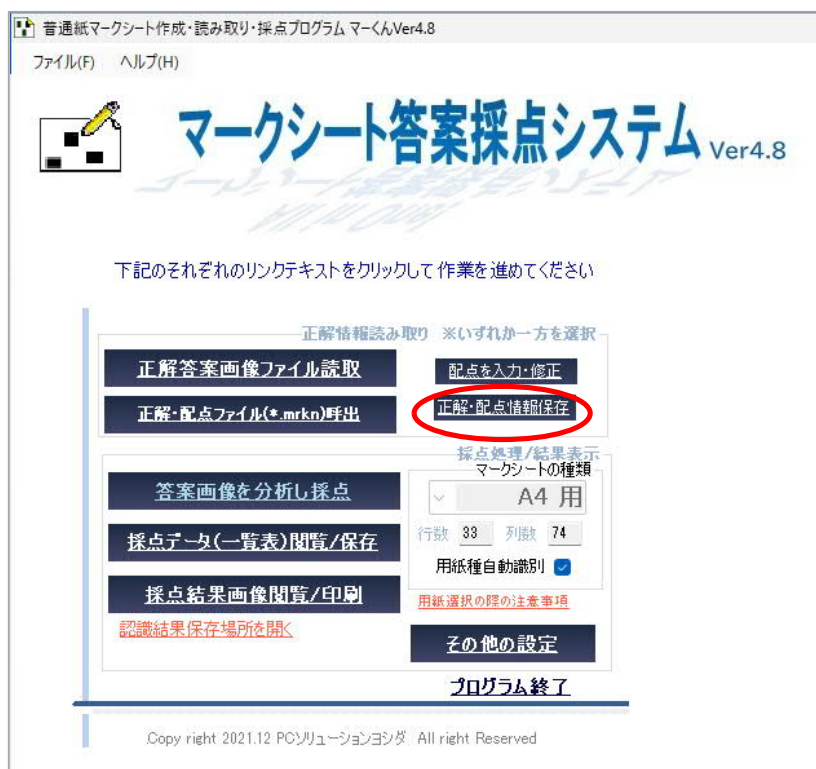 普通紙マークシート作成・読み取り・採点プログラム マーくんVer4.8
ファイル(F) ヘルプ(H)
マークシート答案採点システム Ver4.8
下記のそれぞれのリンクテキストをクリックして作業を進めてください
正解情報読み取り ※いずれか一方を選択
正解答案画像ファイル読取
配点を入力・修正
正解・配点ファイル(*.mrkn)呼出
正解・配点情報保存
採点処理/結果表示
マークシートの種類
答案画像を分析し採点
A4 用
採点データ(一覧表)閲覧/保存
行数 33 列数 74
用紙種自動識別
採点結果画像閲覧/印刷
用紙選択の際の注意事項
認識結果保存場所を開く
その他の設定
プログラム終了
Copy right 2021.12 PCソリューションヨシダ All right Reserved